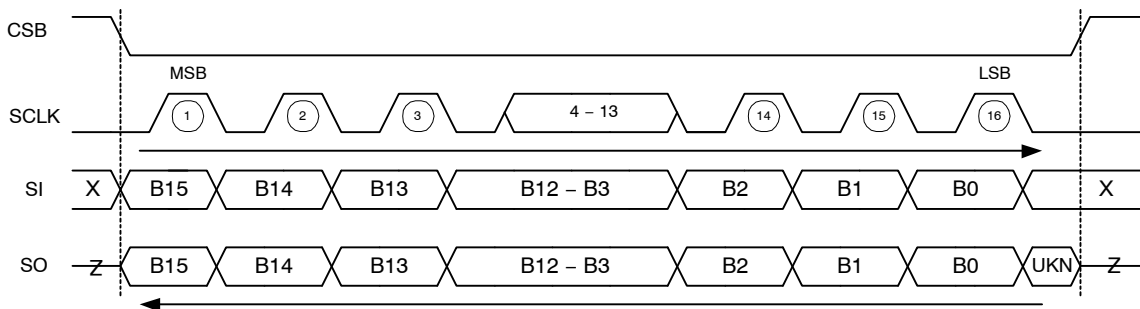 CSB
MSB LSB
SCLK 1 2 3 4 – 13 14 15 16
SI X B15 B14 B13 B12 – B3 B2 B1 B0 X
SO Z B15 B14 B13 B12 – B3 B2 B1 B0 UKN Z